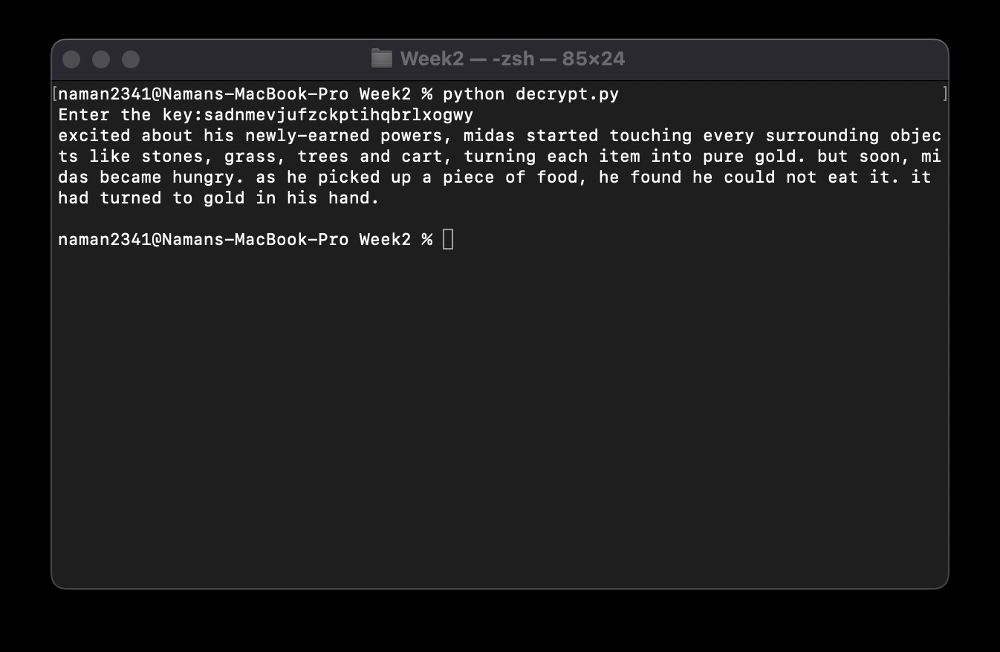 Week2 — -zsh — 85×24
[naman2341@Namans-MacBook-Pro Week2 % python decrypt.py ]
Enter the key:sadnmevjufzckptihqbrlxogwy
excited about his newly-earned powers, midas started touching every surrounding objec
ts like stones, grass, trees and cart, turning each item into pure gold. but soon, mi
das became hungry. as he picked up a piece of food, he found he could not eat it. it
had turned to gold in his hand.
naman2341@Namans-MacBook-Pro Week2 %